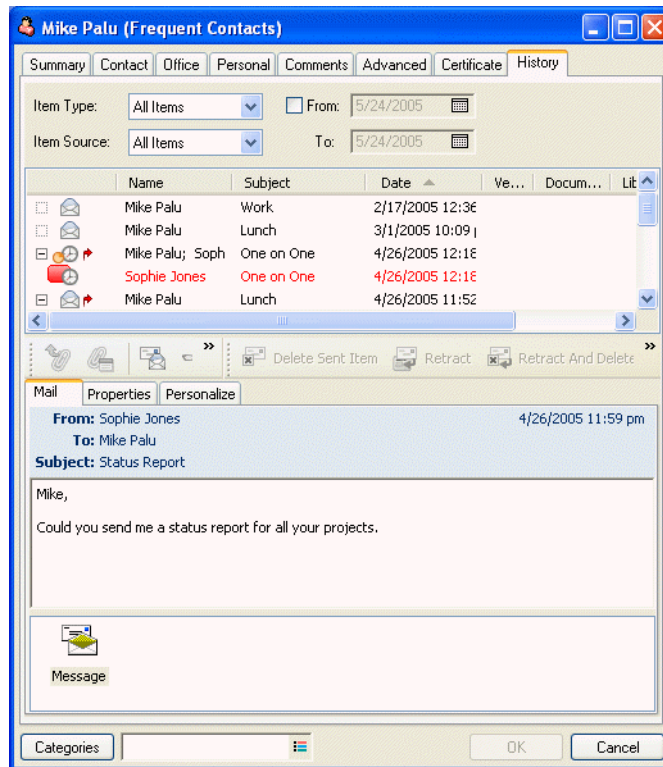 Mike Palu (Frequent Contacts)
Summary Contact Office Personal Comments Advanced Certificate History
Item Type: All Items From: 5/24/2005
Item Source: All Items To: 5/24/2005
Name Subject Date Ve... Docum... Lit
Mike Palu Work 2/17/2005 12:36
Mike Palu Lunch 3/1/2005 10:09
Mike Palu; Soph One on One 4/26/2005 12:18
Sophie Jones One on One 4/26/2005 12:18
Mike Palu Lunch 4/26/2005 11:52
» Delete Sent Item Retract Retract And Delete »
Mail Properties Personalize
From: Sophie Jones 4/26/2005 11:59 pm
To: Mike Palu
Subject: Status Report
Mike,
Could you send me a status report for all your projects.
Message
Categories OK Cancel